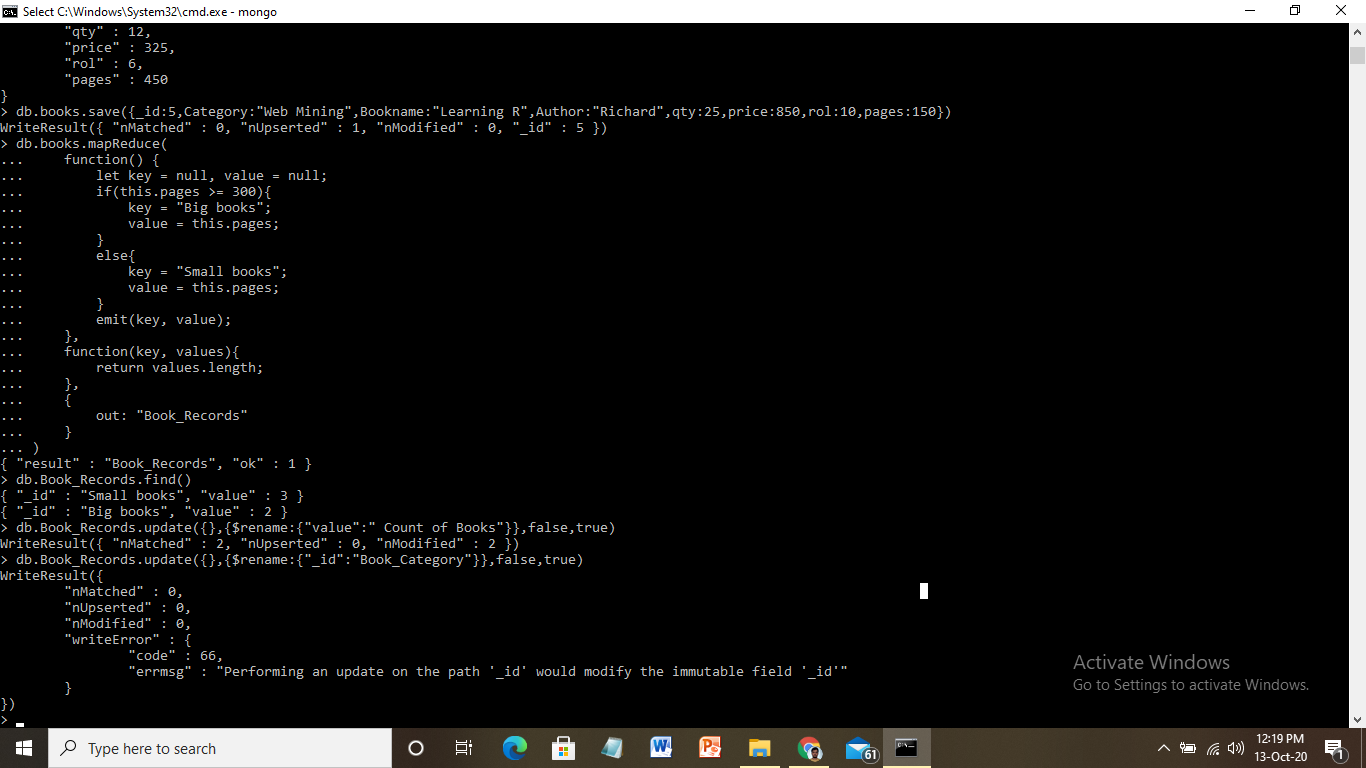 Select C:\Windows\System32\cmd.exe - mongo
"qty" : 12,
"price" : 325,
"rol" : 6,
"pages" : 450
}
> db.books.save({_id:5,Category:"Web Mining",Bookname:"Learning R",Author:"Richard",qty:25,price:850,rol:10,pages:150})
WriteResult({ "nMatched" : 0, "nUpserted" : 1, "nModified" : 0, "_id" : 5 })
> db.books.mapReduce(
... function() {
... let key = null, value = null;
... if(this.pages >= 300){
... key = "Big books";
... value = this.pages;
... }
... else{
... key = "Small books";
... value = this.pages;
... }
... emit(key, value);
... },
... function(key, values){
... return values.length;
... },
... {
... out: "Book_Records"
... }
... )
{ "result" : "Book_Records", "ok" : 1 }
> db.Book_Records.find()
{ "_id" : "Small books", "value" : 3 }
{ "_id" : "Big books", "value" : 2 }
> db.Book_Records.update({},{$rename:{"value":" Count of Books"}},false,true)
WriteResult({ "nMatched" : 2, "nUpserted" : 0, "nModified" : 2 })
> db.Book_Records.update({},{$rename:{"_id":"Book_Category"}},false,true)
WriteResult({
"nMatched" : 0,
"nUpserted" : 0,
"nModified" : 0,
"writeError" : {
"code" : 66,
"errmsg" : "Performing an update on the path '_id' would modify the immutable field '_id'"
}
})
>
Activate Windows
Go to Settings to activate Windows.
Type here to search
61
12:19 PM
13-Oct-20
1